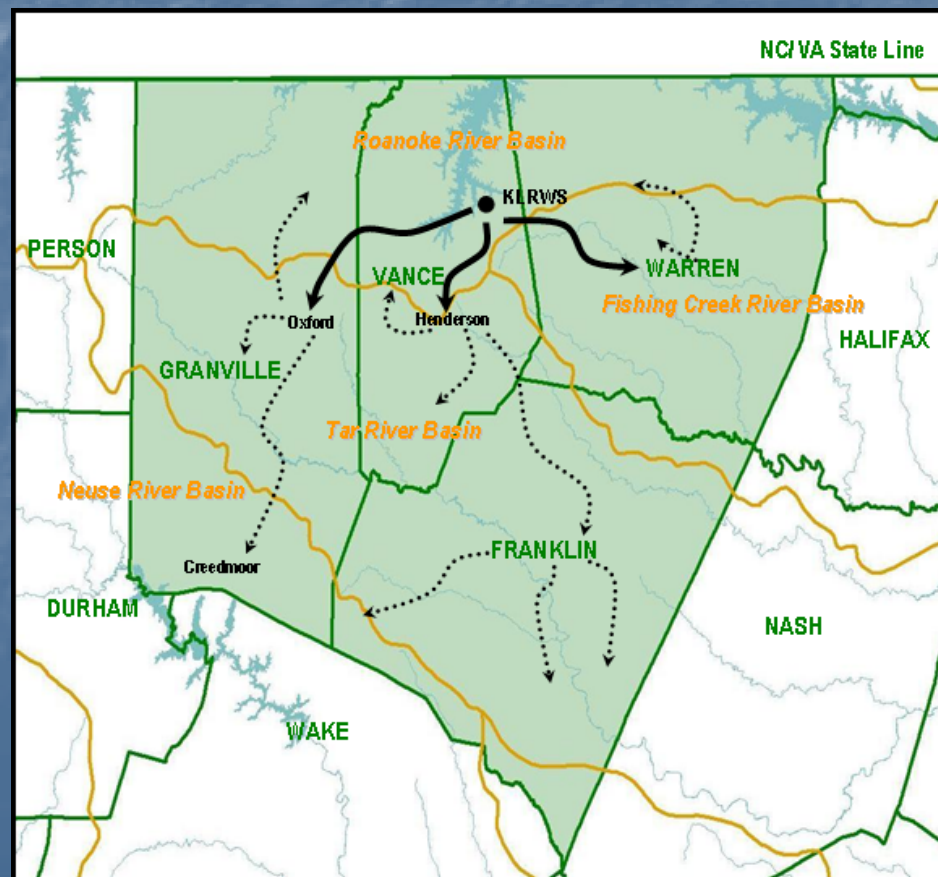 NC/VA State Line
Roanoke River Basin
KLRWS
PERSON
VANCE
WARREN
Fishing Creek River Basin
Oxford
Henderson
HALIFAX
GRANVILLE
Tar River Basin
Neuse River Basin
FRANKLIN
Creedmoor
DURHAM
NASH
WAKE